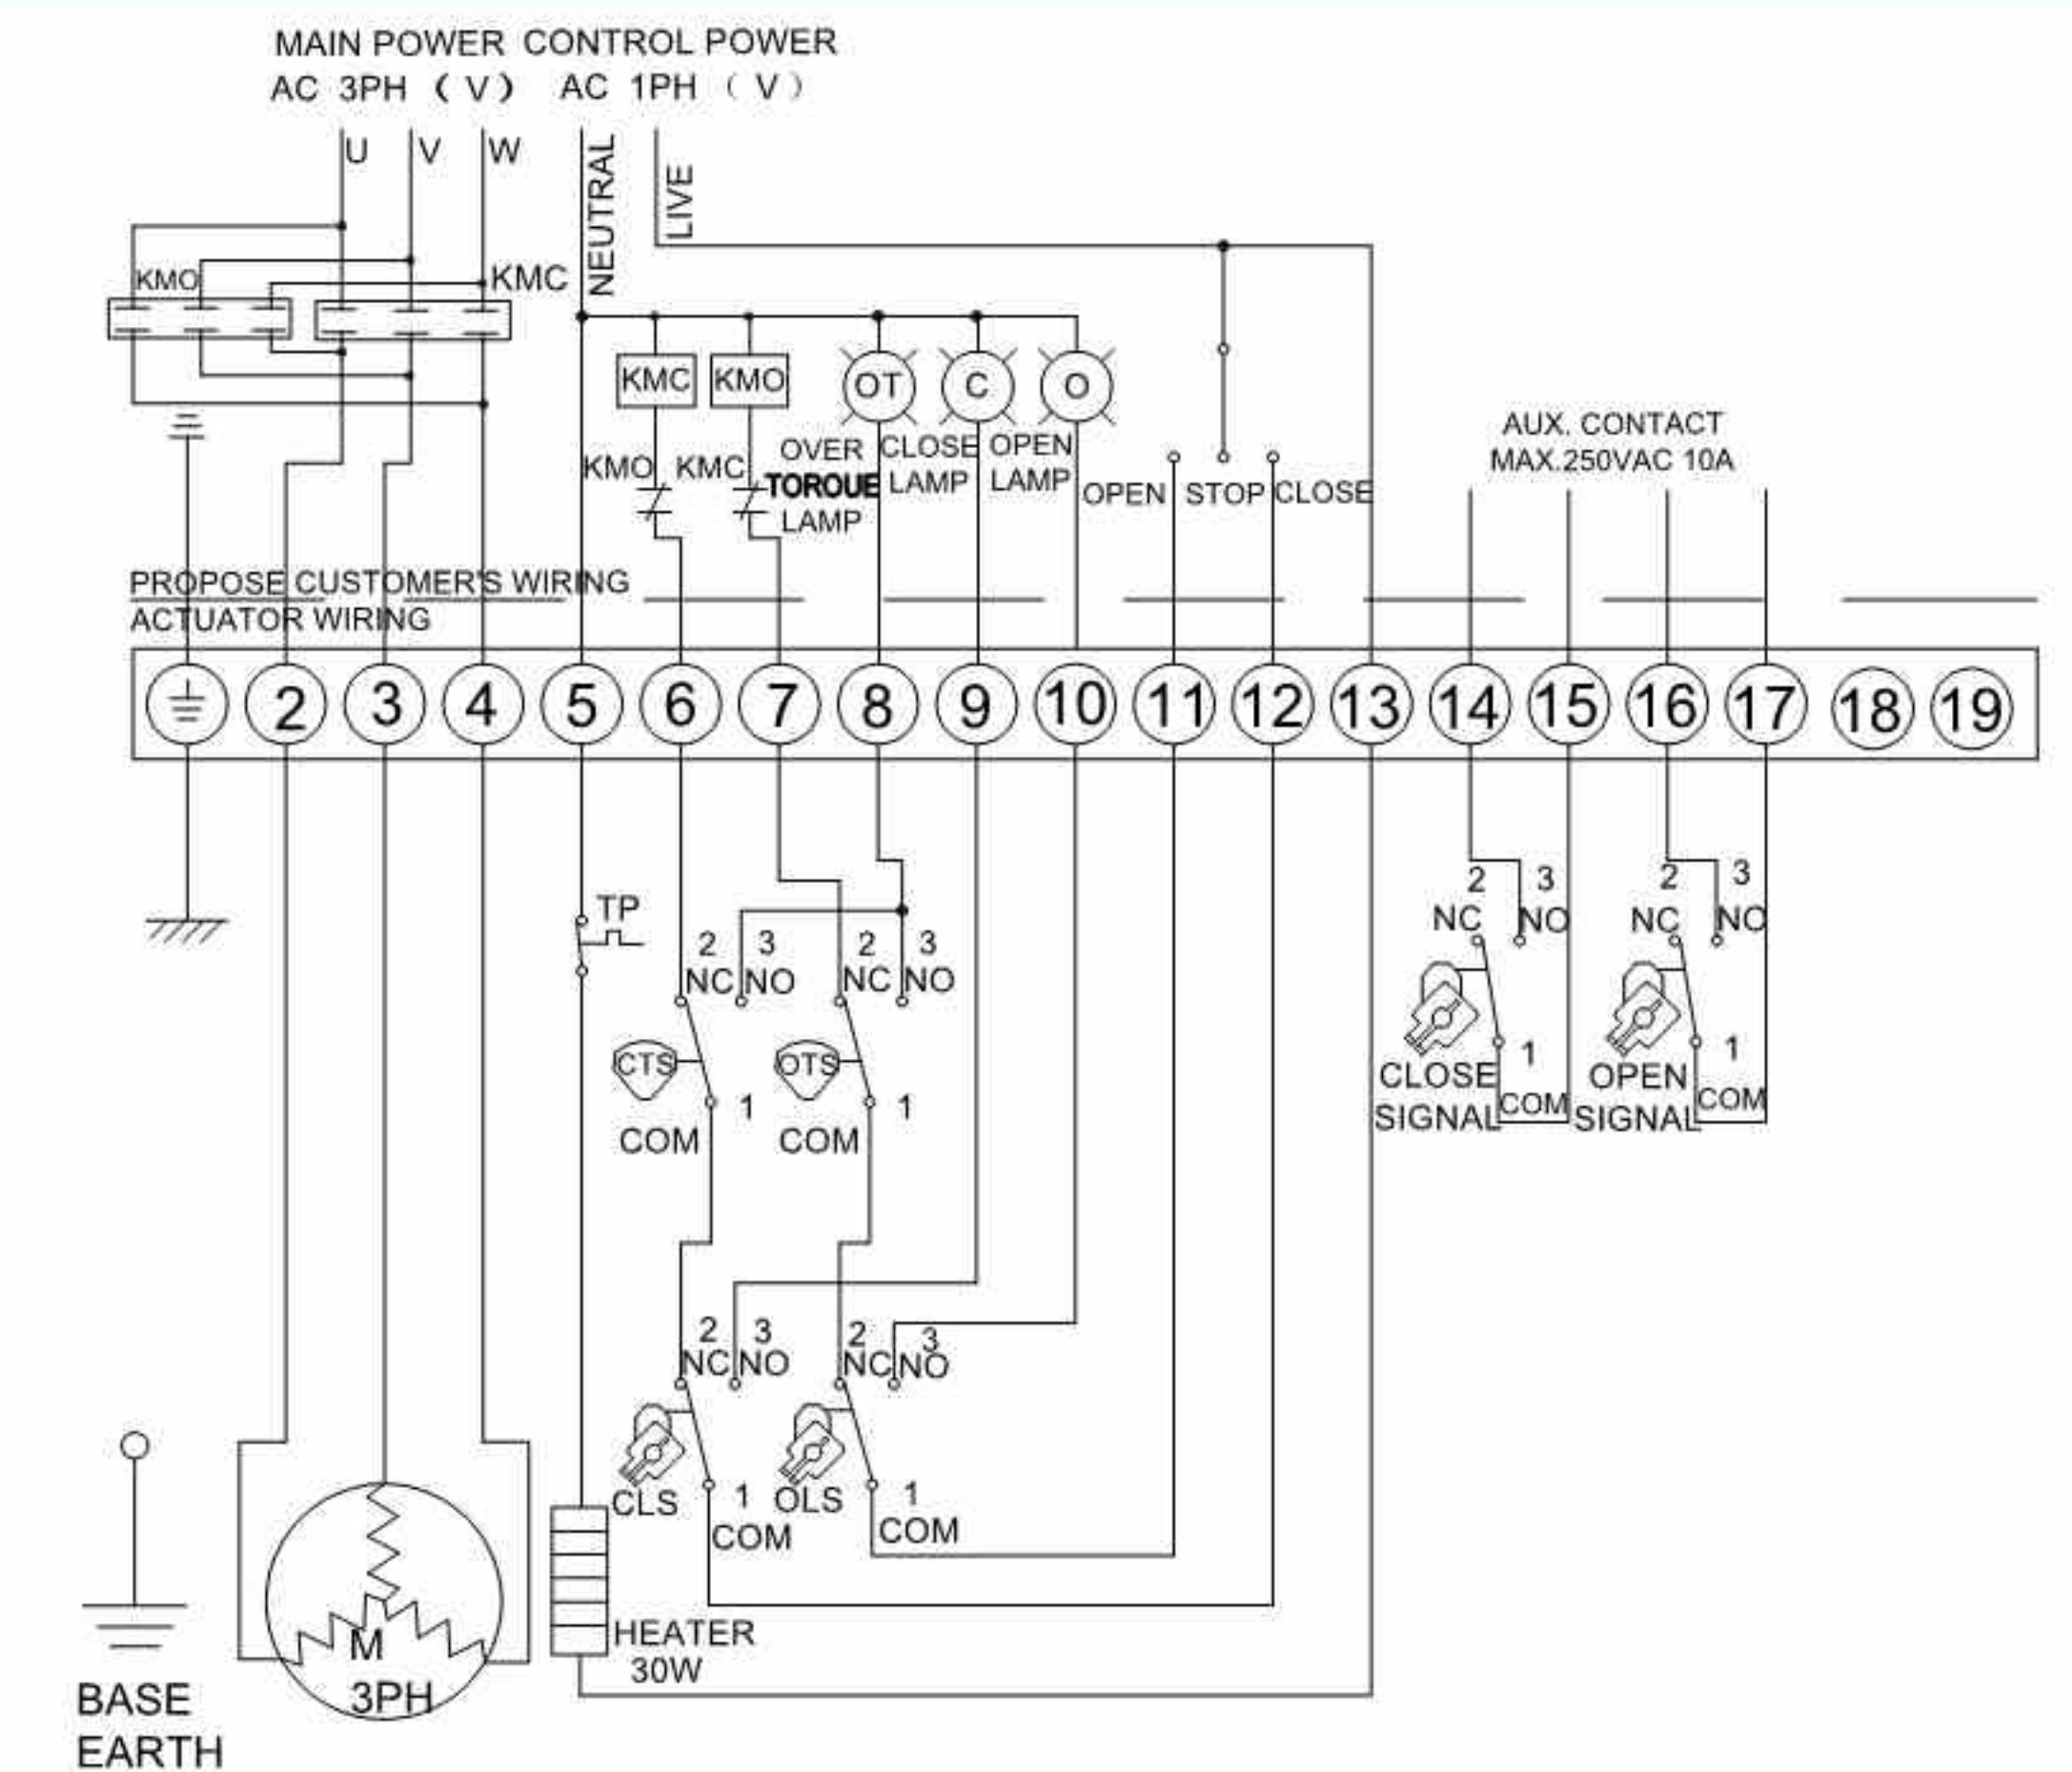 MAIN POWER CONTROL POWER
AC 3PH ( V ) AC 1PH ( V )
U V W
NEUTRAL
LIVE
KMO KMC
KMC KMO OT C O
KMO KMC
OVER
TOROUE
LAMP
CLOSE
LAMP
OPEN
LAMP
OPEN STOP CLOSE
AUX. CONTACT
MAX.250VAC 10A
PROPOSE CUSTOMER'S WIRING
ACTUATOR WIRING
2 3 4 5 6 7 8 9 10 11 12 13 14 15 16 17 18 19
TP
2 3
NC NO
2 3
NC NO
CTS
1
COM
OTS
1
COM
2 3
NC NO
2 3
NC NO
CLOSE
SIGNAL
1
COM
OPEN
SIGNAL
1
COM
2 3
NC NO
2 3
NC NO
CLS
1
COM
OLS
1
COM
HEATER
30W
M
3PH
BASE
EARTH